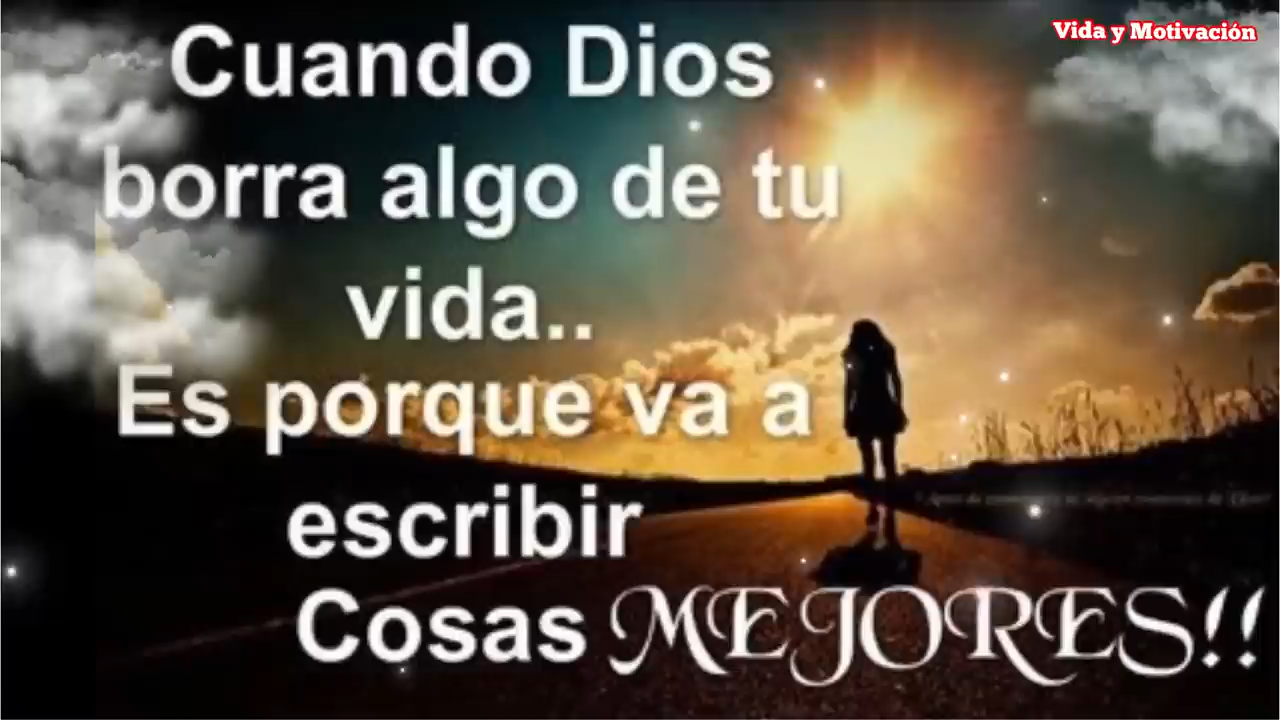 Vida y Motivación
Cuando Dios
borra algo de tu
vida..
Es porque va a
escribir
Cosas MEJORES!!